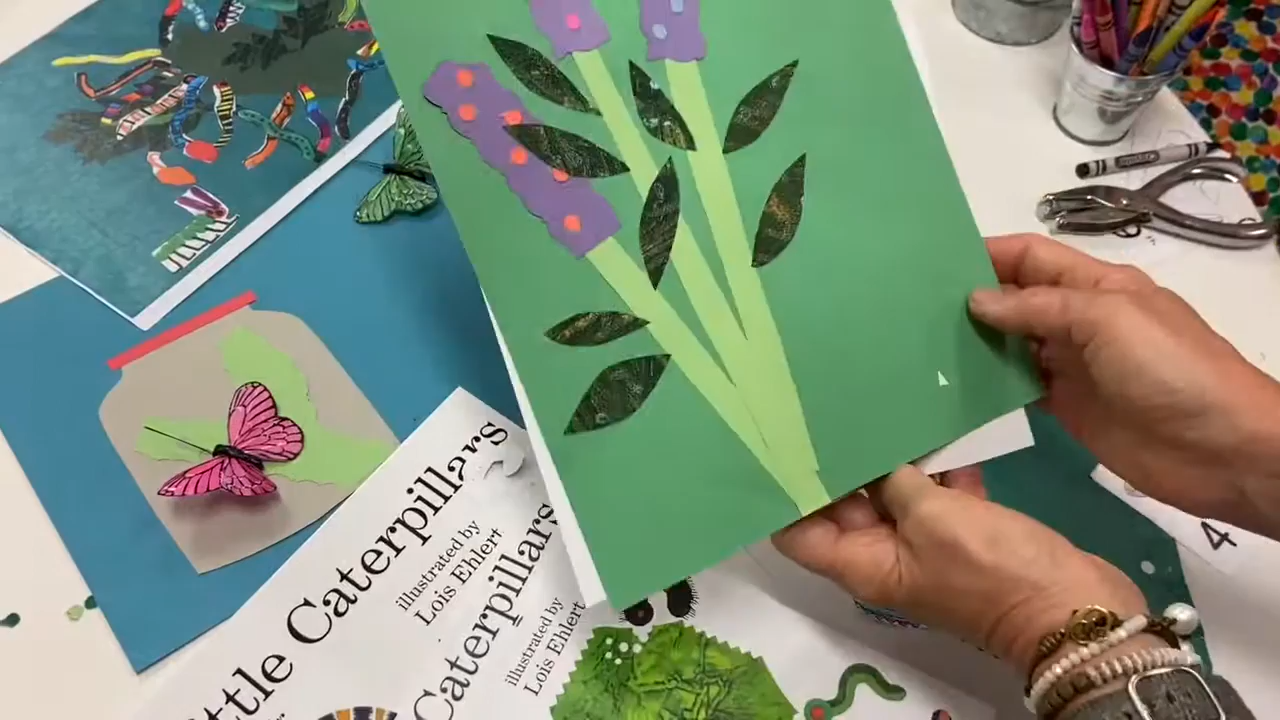 ttle Caterpillars
illustrated by
Lois Ehlert
Caterpillars
illustrated by
Lois Ehlert
4